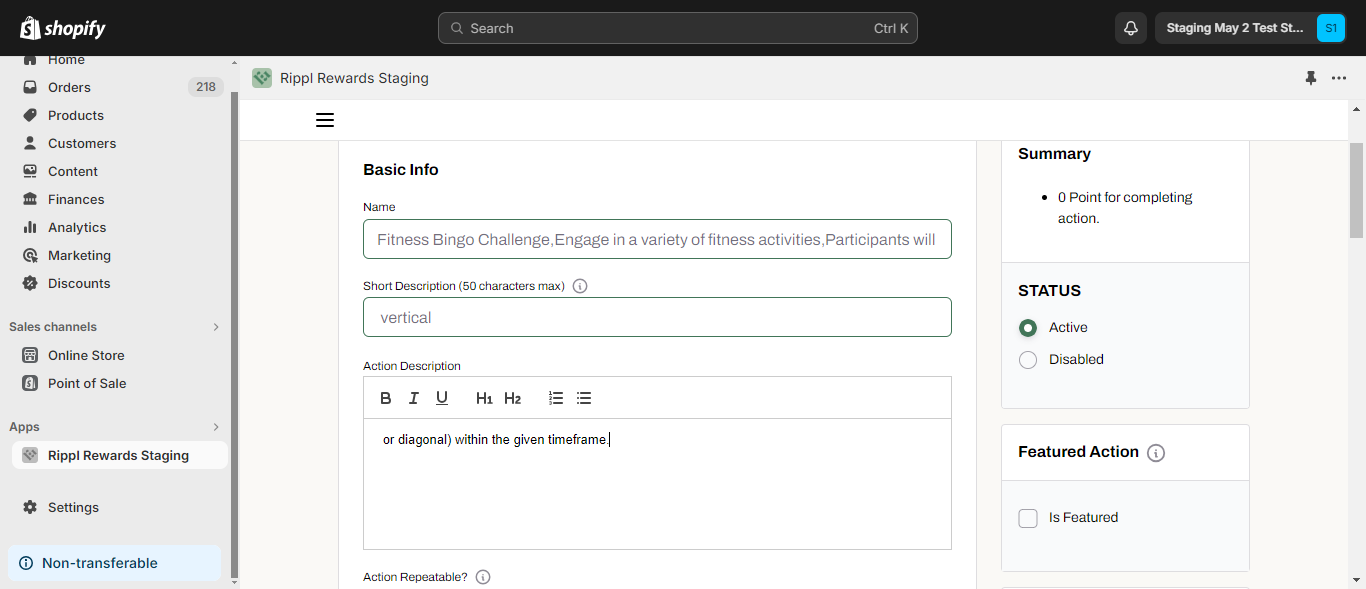 shopify
Search
Ctrl K
Staging May 2 Test St...
S1
Home
Orders
218
Products
Customers
Content
Finances
Analytics
Marketing
Discounts
Sales channels
Online Store
Point of Sale
Apps
Rippl Rewards Staging
Settings
Non-transferable
Rippl Rewards Staging
Basic Info
Name
Fitness Bingo Challenge,Engage in a variety of fitness activities,Participants will
Short Description (50 characters max)
vertical
Action Description
B I U H1 H2
or diagonal) within the given timeframe.
Action Repeatable?
Summary
0 Point for completing
action.
STATUS
Active
Disabled
Featured Action
Is Featured